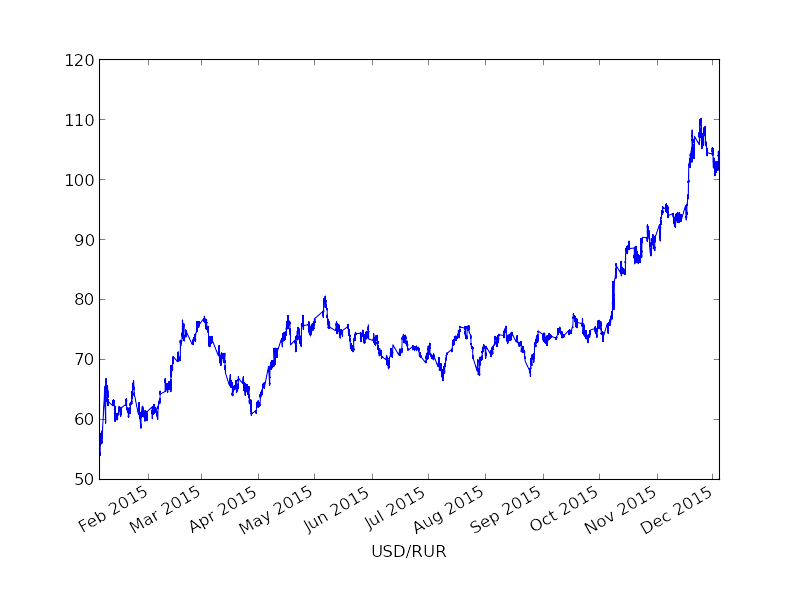 120
110
100
90
80
70
60
50
Feb 2015
Mar 2015
Apr 2015
May 2015
Jun 2015
Jul 2015
Aug 2015
Sep 2015
Oct 2015
Nov 2015
Dec 2015
USD/RUR